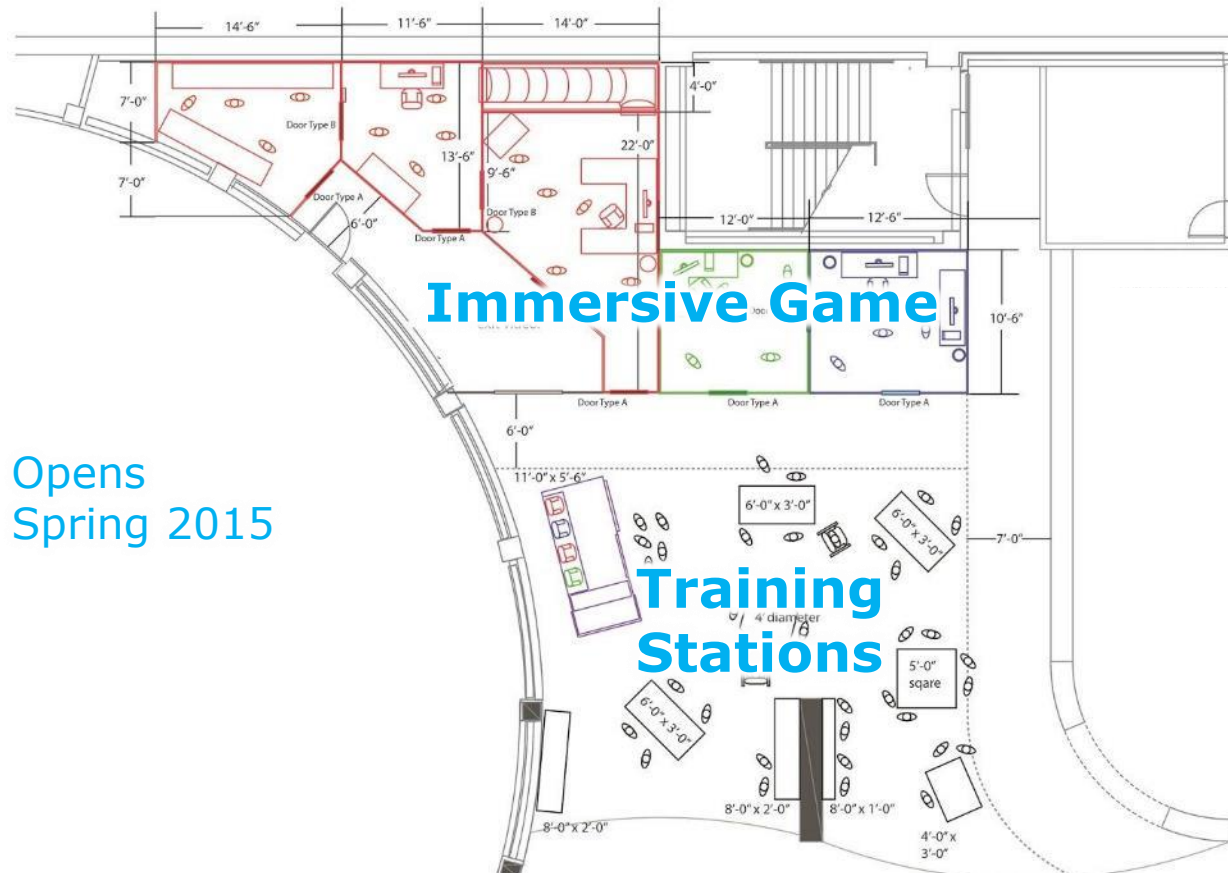 14'-6"
11'-6"
14'-0"
7'-0"
4'-0"
Door Type B
22'-0"
13'-6"
9'-6"
7'-0"
Door Type A
6'-0"
Door Type B
Door Type A
12'-0"
12'-6"
Immersive Game
10'-6"
Door Type A
Door Type A
Door Type A
6'-0"
Opens
Spring 2015
11'-0" x 5'-6"
6'-0" x 3'-0"
6'-0" x 3'-0"
7'-0"
Training
4' diameter
Stations
5'-0"
sqare
6'-0" x 3'-0"
8'-0" x 2'-0"
8'-0" x 1'-0"
8'-0" x 2'-0"
4'-0" x
3'-0"